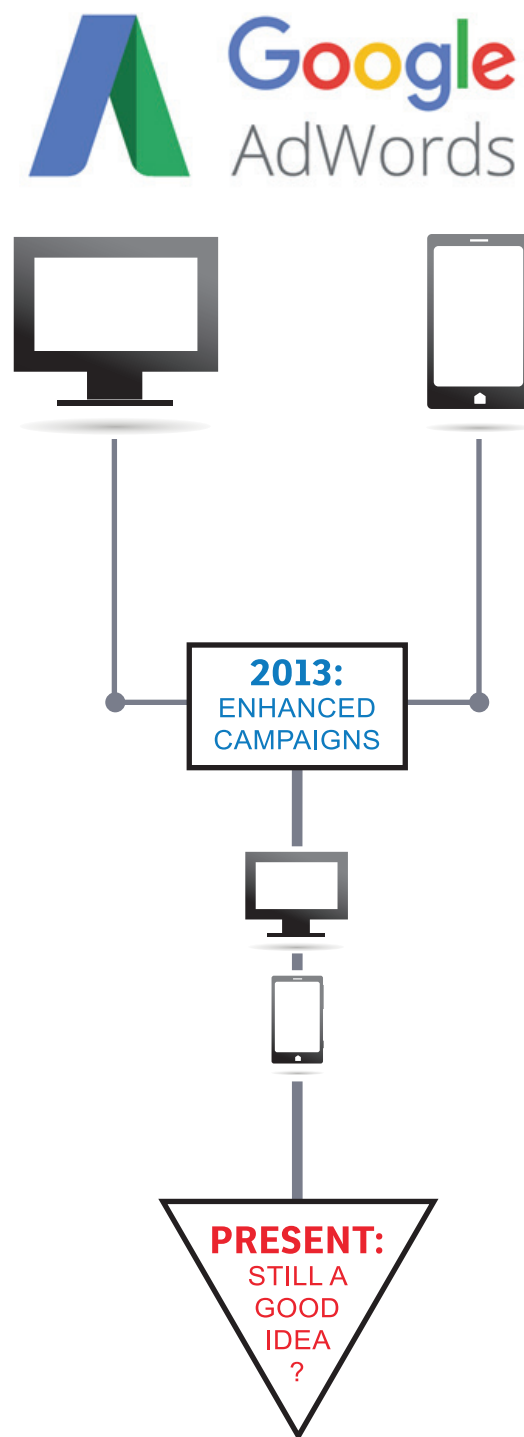 Google
AdWords
2013:
ENHANCED
CAMPAIGNS
PRESENT:
STILL A
GOOD
IDEA
?